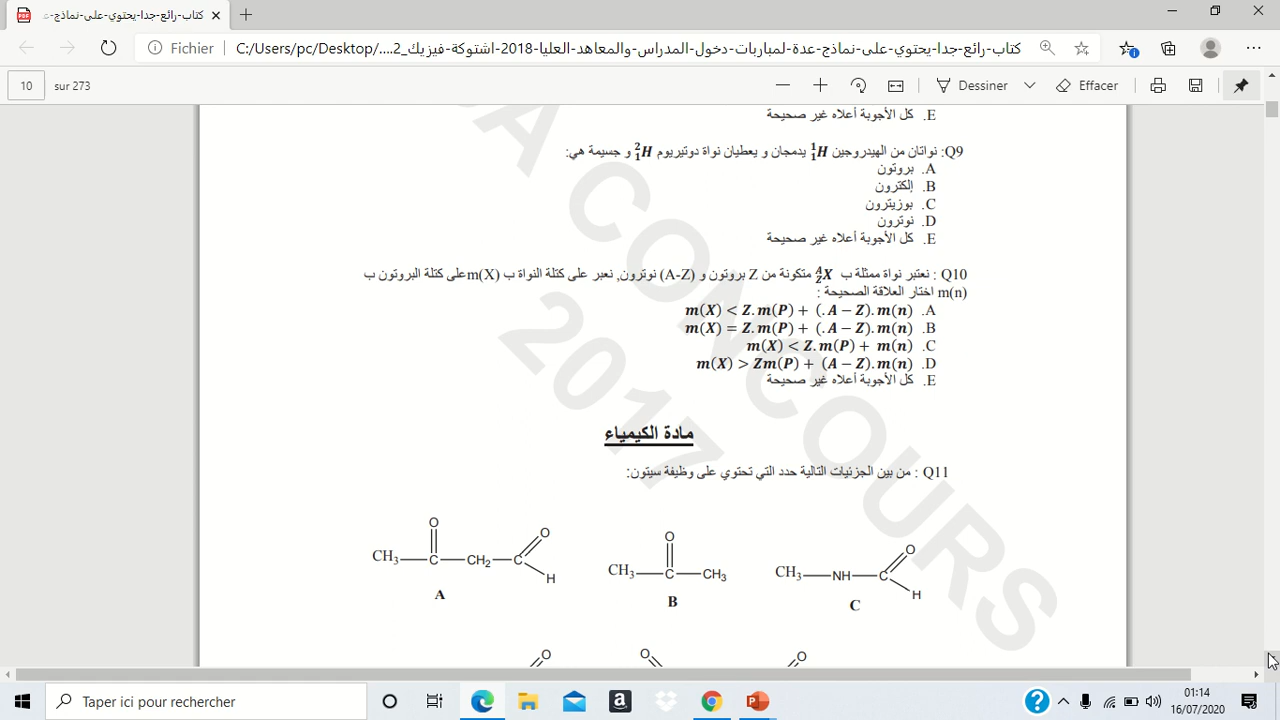 كتاب-رائع-جدا-يحتوي-على-نماذج-ع
Fichier
C:/Users/pc/Desktop/....2_كتاب-رائع-جدا-يحتوي-على-نماذج-عدة-لمباريات-دخول-المدراس-والمعاهد-العليا-2018-اشتوكة-فيزيك
10 sur 273
Dessiner
Effacer
E. كل الأجوبة أعلاه غير صحيحة
Q9: نواتان من الهيدروجين ¹₁H يدمجان و يعطيان نواة دوتيريوم ²₁H و جسيمة هي:
A. بروتون
B. إلكترون
C. بوزيترون
D. نوترون
E. كل الأجوبة أعلاه غير صحيحة
Q10 : نعتبر نواة ممثلة ب ᴬ_Z X متكونة من Z بروتون و (A-Z) نوترون, نعبر على كتلة النواة ب m(X)على كتلة البروتون ب
m(n) اختار العلاقة الصحيحة :
A. m(X) < Z.m(P) + (.A − Z).m(n)
B. m(X) = Z.m(P) + (.A − Z).m(n)
C. m(X) < Z.m(P) + m(n)
D. m(X) > Zm(P) + (A − Z).m(n)
E. كل الأجوبة أعلاه غير صحيحة
مادة الكيمياء
Q11 : من بين الجزئيات التالية حدد التي تحتوي على وظيفة سيتون:
O O O O
CH3 C CH2 C H
CH3 C CH3
CH3 NH C H
A B C
O O O
A CONCOURS
2017
Taper ici pour rechercher
01:14
16/07/2020